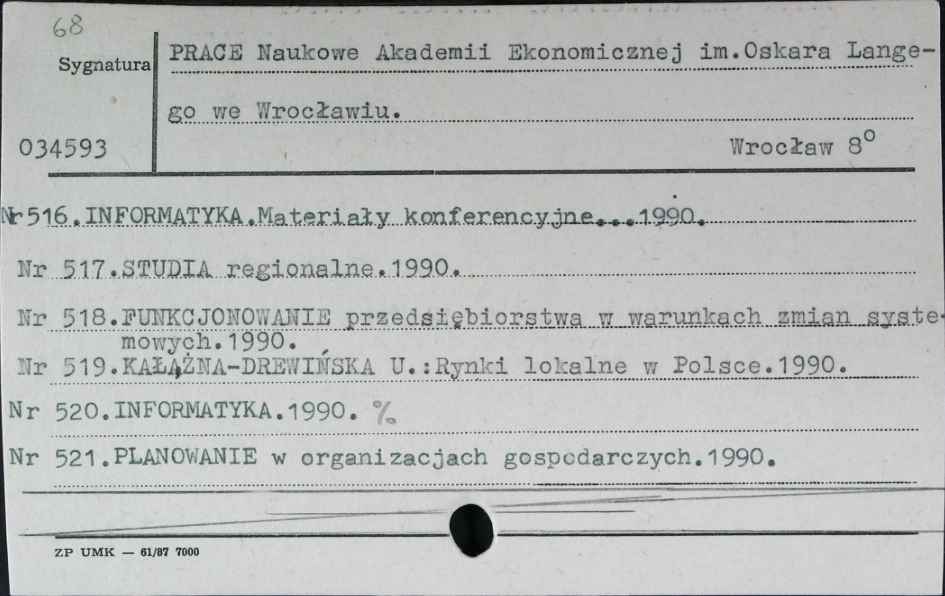 68
Sygnatura
PRACE Naukowe Akademii Ekonomicznej im.Oskara Lange-
go we Wrocławiu.
034593
Wrocław 8º
Nr 516.INFORMATYKA.Materiały konferencyjne...1990.
Nr 517.STUDIA regionalne.1990.
Nr 518.FUNKCJONOWANIE przedsiębiorstwa w warunkach zmian syste-
mowych.1990.
Nr 519.KAŁĄŻNA-DREWIŃSKA U.:Rynki lokalne w Polsce.1990.
Nr 520.INFORMATYKA.1990. %
Nr 521.PLANOWANIE w organizacjach gospodarczych.1990.
ZP UMK — 61/87 7000